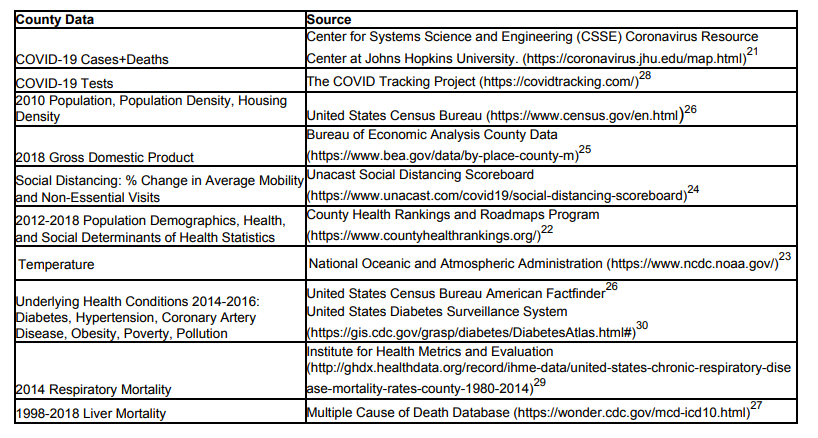 County Data Source
COVID-19 Cases+Deaths Center for Systems Science and Engineering (CSSE) Coronavirus Resource
Center at Johns Hopkins University. (https://coronavirus.jhu.edu/map.html)21
COVID-19 Tests The COVID Tracking Project (https://covidtracking.com/)28
2010 Population, Population Density, Housing
Density United States Census Bureau (https://www.census.gov/en.html)26
2018 Gross Domestic Product Bureau of Economic Analysis County Data
(https://www.bea.gov/data/by-place-county-m)25
Social Distancing: % Change in Average Mobility
and Non-Essential Visits Unacast Social Distancing Scoreboard
(https://www.unacast.com/covid19/social-distancing-scoreboard)24
2012-2018 Population Demographics, Health,
and Social Determinants of Health Statistics County Health Rankings and Roadmaps Program
(https://www.countyhealthrankings.org/)22
Temperature National Oceanic and Atmospheric Administration (https://www.ncdc.noaa.gov/)23
Underlying Health Conditions 2014-2016:
Diabetes, Hypertension, Coronary Artery
Disease, Obesity, Poverty, Pollution United States Census Bureau American Factfinder26
United States Diabetes Surveillance System
(https://gis.cdc.gov/grasp/diabetes/DiabetesAtlas.html#)30
2014 Respiratory Mortality Institute for Health Metrics and Evaluation
(http://ghdx.healthdata.org/record/ihme-data/united-states-chronic-respiratory-dise
ase-mortality-rates-county-1980-2014)29
1998-2018 Liver Mortality Multiple Cause of Death Database (https://wonder.cdc.gov/mcd-icd10.html)27